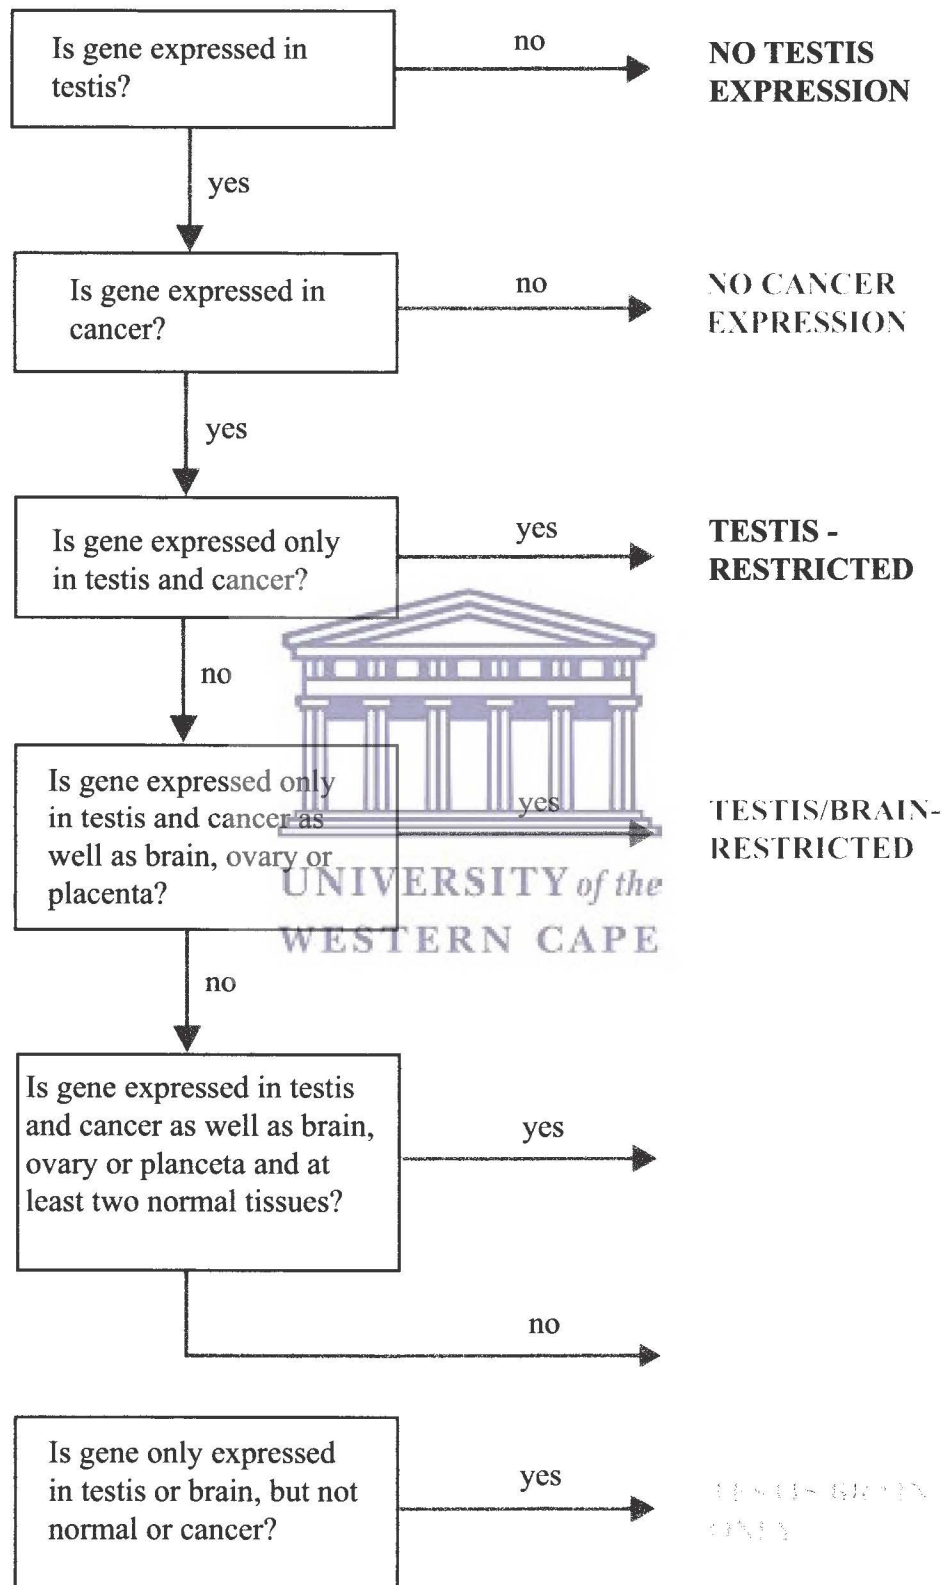 Is gene expressed in
testis?
no
NO TESTIS
EXPRESSION
yes
Is gene expressed in
cancer?
no
NO CANCER
EXPRESSION
yes
Is gene expressed only
in testis and cancer?
yes
TESTIS -
RESTRICTED
no
Is gene expressed only
in testis and cancer as
well as brain, ovary or
placenta?
yes
TESTIS/BRAIN-
RESTRICTED
UNIVERSITY of the
WESTERN CAPE
no
Is gene expressed in testis
and cancer as well as brain,
ovary or planceta and at
least two normal tissues?
yes
no
Is gene only expressed
in testis or brain, but not
normal or cancer?
yes
TESTIS BRAIN
ONLY